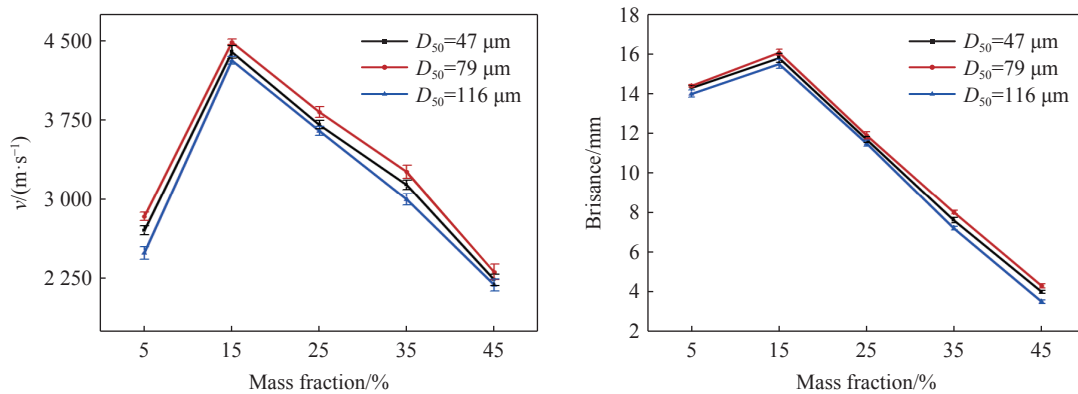 4 500
3 750
3 000
2 250
v/(m·s⁻¹)
D₅₀=47 μm
D₅₀=79 μm
D₅₀=116 μm
5 15 25 35 45
Mass fraction/%
18
16
14
12
10
8
6
4
2
Brisance/mm
D₅₀=47 μm
D₅₀=79 μm
D₅₀=116 μm
5 15 25 35 45
Mass fraction/%